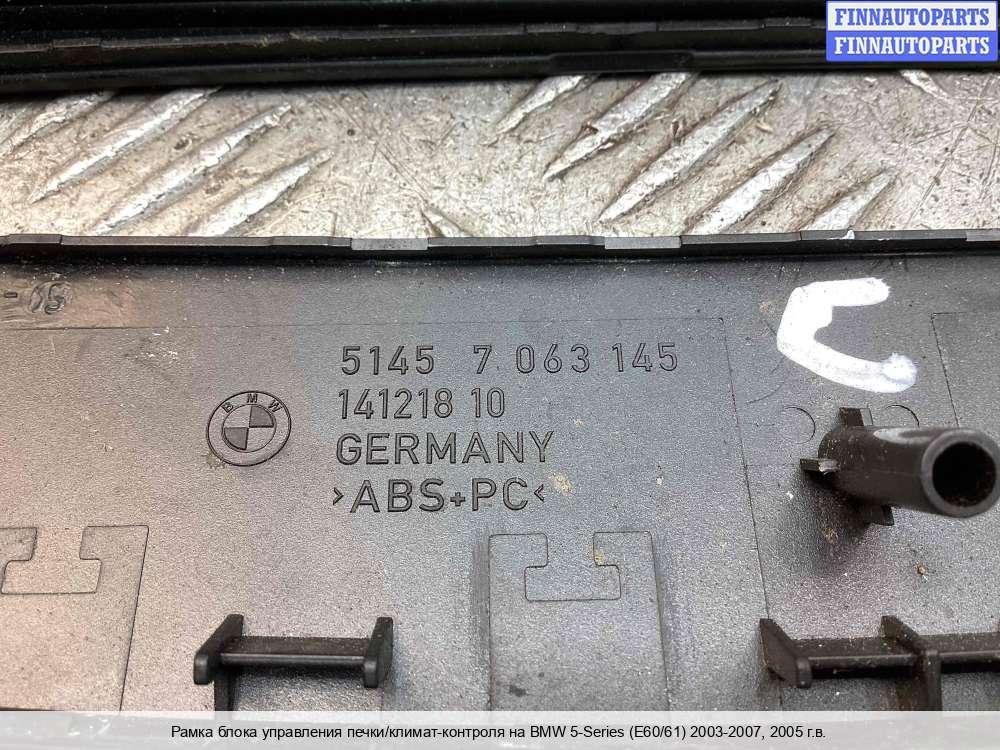 FINNAUTOPARTS
FINNAUTOPARTS
5145 7 063 145
BMW
141218 10
GERMANY
>ABS+PC<
C
Рамка блока управления печки/климат-контроля на BMW 5-Series (E60/61) 2003-2007, 2005 г.в.